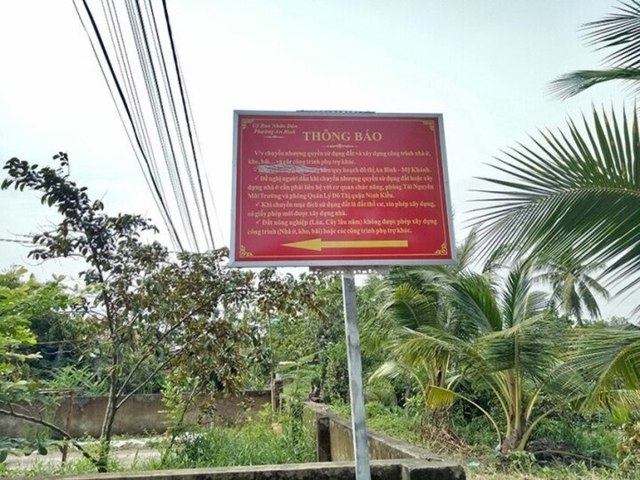 Ủy Ban Nhân Dân
Phường An Bình
THÔNG BÁO
V/v chuyển nhượng quyền sử dụng đất và xây dựng công trình nhà ở,
kho, bãi và các công trình phụ trợ khác.
quy hoạch đô thị An Bình - Mỹ Khánh.
✓ Đề nghị người dân khi chuyển nhượng quyền sử dụng đất hoặc xây
dựng nhà ở cần phải liên hệ với cơ quan chức năng, phòng Tài Nguyên
Môi Trường và phòng Quản Lý Đô Thị quận Ninh Kiều.
✓ Khi chuyển mục đích sử dụng đất là đất thổ cư, xin phép xây dựng,
có giấy phép mới được xây dựng nhà.
✓ Đất nông nghiệp (Lúa, Cây lâu năm) không được phép xây dựng
công trình (Nhà ở, kho, bãi) hoặc các công trình phụ trợ khác.